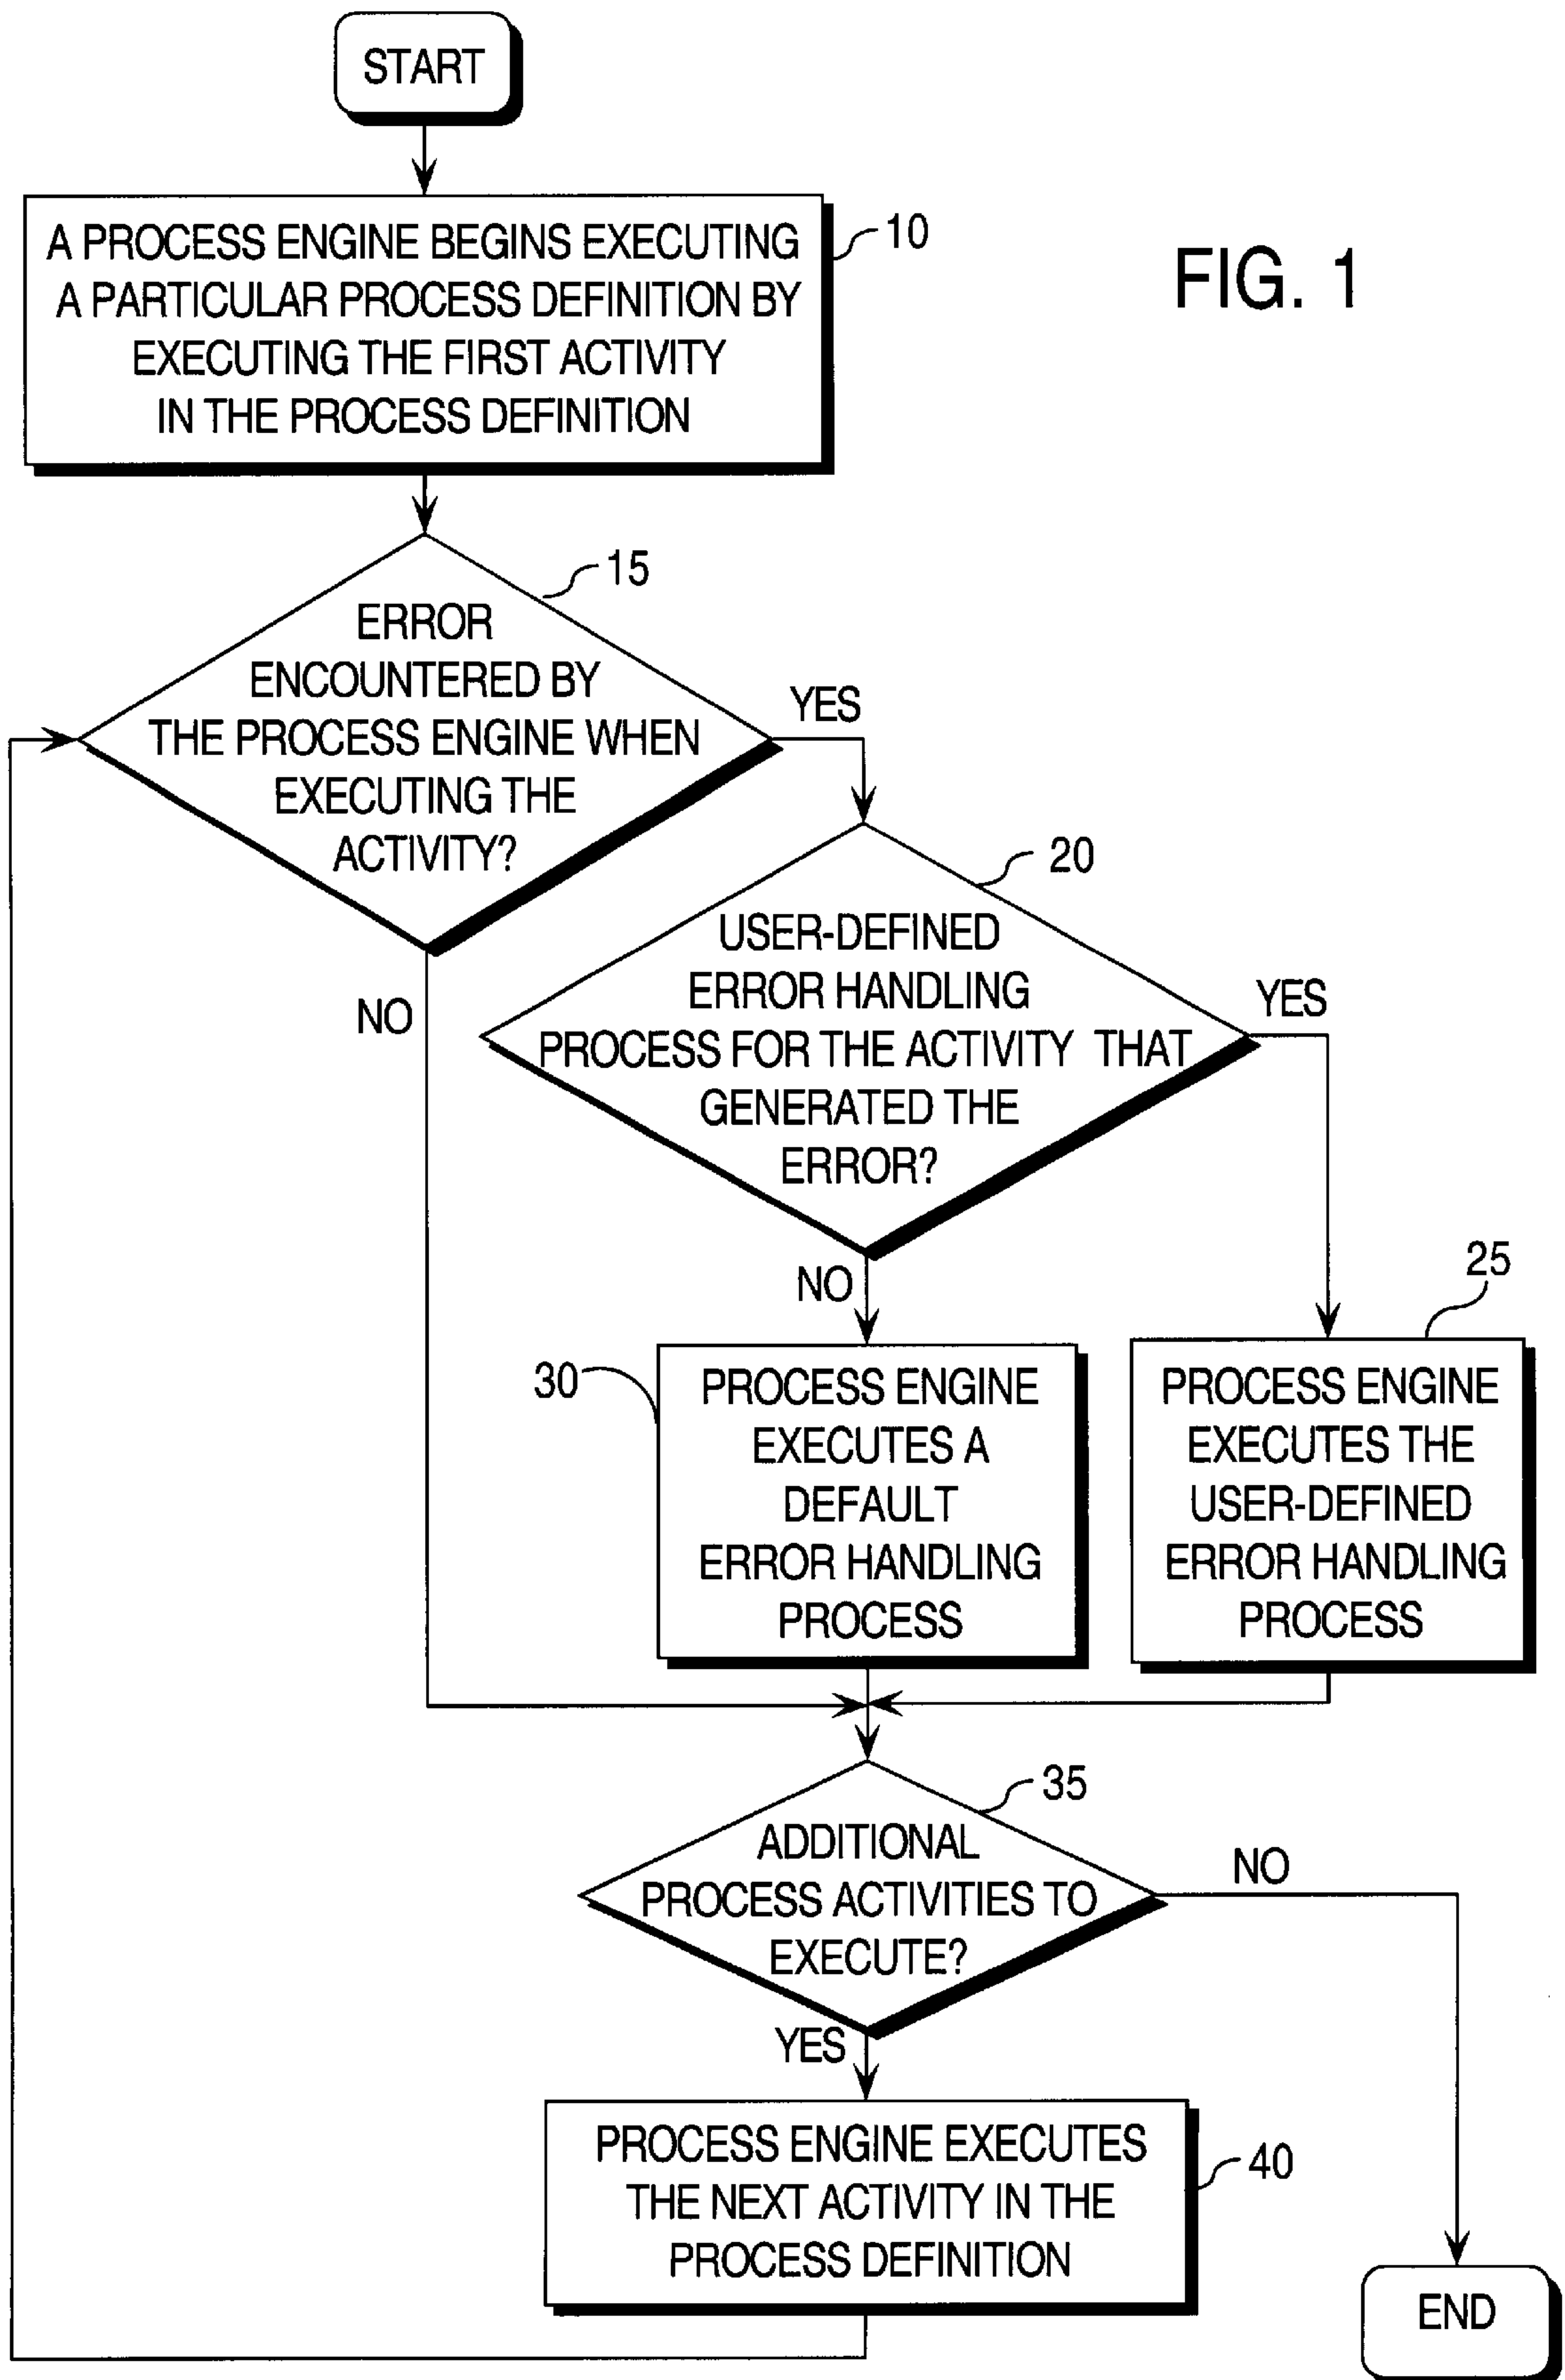 START
A PROCESS ENGINE BEGINS EXECUTING
A PARTICULAR PROCESS DEFINITION BY
EXECUTING THE FIRST ACTIVITY
IN THE PROCESS DEFINITION
10
FIG. 1
15
ERROR
ENCOUNTERED BY
THE PROCESS ENGINE WHEN
EXECUTING THE
ACTIVITY?
YES
NO
20
USER-DEFINED
ERROR HANDLING
PROCESS FOR THE ACTIVITY THAT
GENERATED THE
ERROR?
YES
NO
25
30
PROCESS ENGINE
EXECUTES A
DEFAULT
ERROR HANDLING
PROCESS
PROCESS ENGINE
EXECUTES THE
USER-DEFINED
ERROR HANDLING
PROCESS
35
ADDITIONAL
PROCESS ACTIVITIES TO
EXECUTE?
NO
YES
PROCESS ENGINE EXECUTES
THE NEXT ACTIVITY IN THE
PROCESS DEFINITION
40
END